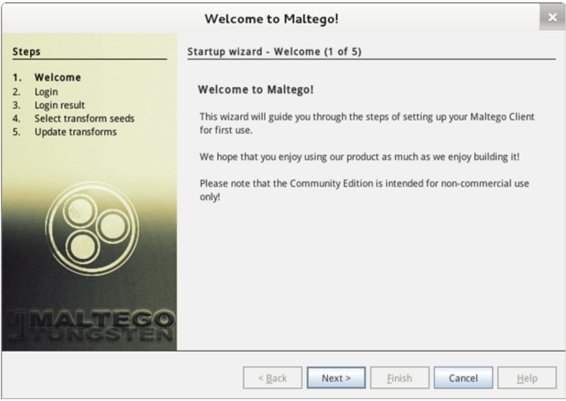 Welcome to Maltego!
Steps
1. Welcome
2. Login
3. Login result
4. Select transform seeds
5. Update transforms
Startup wizard - Welcome (1 of 5)
Welcome to Maltego!
This wizard will guide you through the steps of setting up your Maltego Client
for first use.
We hope that you enjoy using our product as much as we enjoy building it!
Please note that the Community Edition is intended for non-commercial use
only!
MALTEGO
TUNGSTEN
< Back
Next >
Finish
Cancel
Help